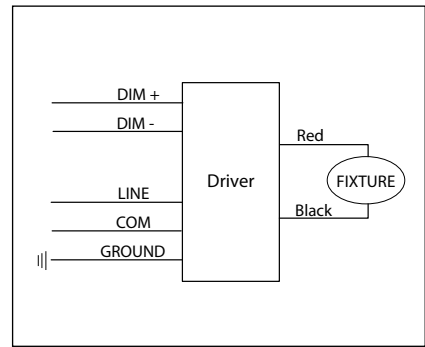 DIM +
DIM -
Red
Driver
FIXTURE
LINE
Black
COM
GROUND